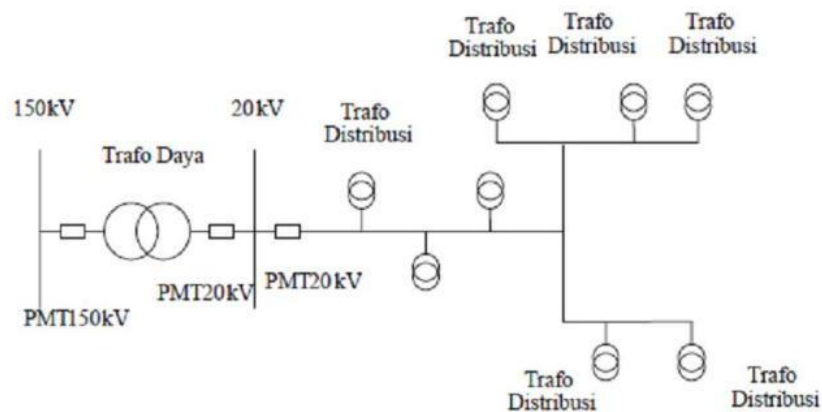 Trafo
Distribusi
Trafo
Distribusi
Trafo
Distribusi
150kV
20kV
Trafo
Distribusi
Trafo Daya
PMT20kV
PMT20kV
PMT150kV
Trafo
Distribusi
Trafo
Distribusi